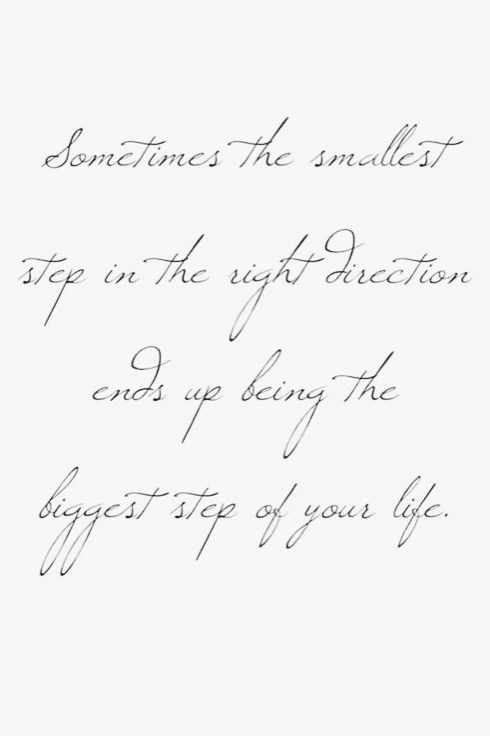 Sometimes the smallest
step in the right direction
ends up being the
biggest step of your life.